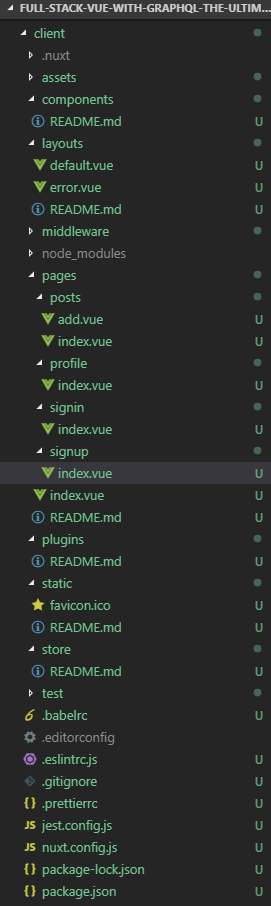 FULL-STACK-VUE-WITH-GRAPHQL-THE-ULTIM...
client
.nuxt
assets
components
README.md U
layouts
default.vue U
error.vue U
README.md U
middleware
node_modules
pages
posts
add.vue U
index.vue U
profile
index.vue U
signin
index.vue U
signup
index.vue U
index.vue U
README.md U
plugins
README.md U
static
favicon.ico U
README.md U
store
README.md U
test
.babelrc U
.editorconfig
.eslintrc.js U
.gitignore U
.prettierrc U
JS jest.config.js U
JS nuxt.config.js U
package-lock.json U
package.json U